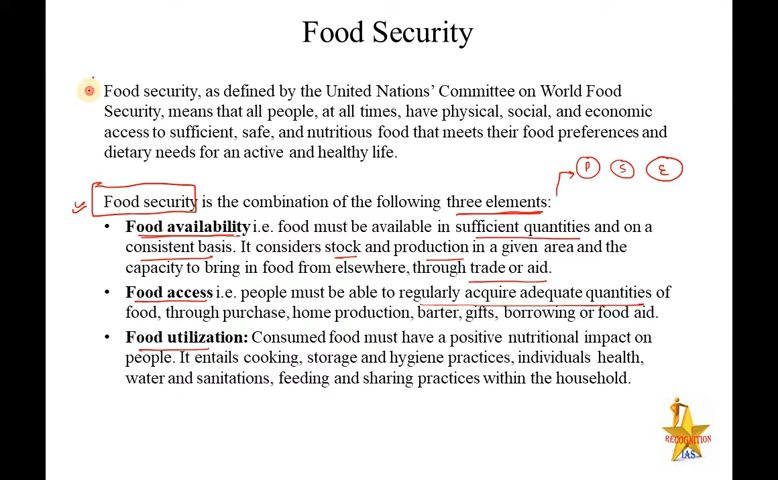 Food Security
Food security, as defined by the United Nations' Committee on World Food
Security, means that all people, at all times, have physical, social, and economic
access to sufficient, safe, and nutritious food that meets their food preferences and
dietary needs for an active and healthy life.
P S E
Food security is the combination of the following three elements:
• Food availability i.e. food must be available in sufficient quantities and on a
consistent basis. It considers stock and production in a given area and the
capacity to bring in food from elsewhere, through trade or aid.
• Food access i.e. people must be able to regularly acquire adequate quantities of
food, through purchase, home production, barter, gifts, borrowing or food aid.
• Food utilization: Consumed food must have a positive nutritional impact on
people. It entails cooking, storage and hygiene practices, individuals health,
water and sanitations, feeding and sharing practices within the household.
RECOGNITION
IAS